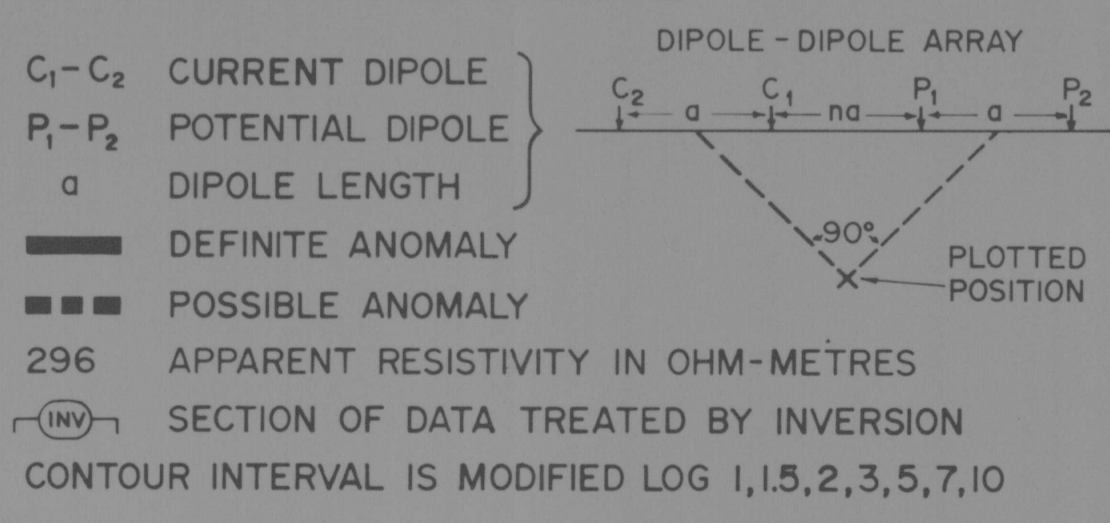 C₁-C₂ CURRENT DIPOLE
P₁-P₂ POTENTIAL DIPOLE
a DIPOLE LENGTH
DEFINITE ANOMALY
POSSIBLE ANOMALY
296 APPARENT RESISTIVITY IN OHM-METRES
INV SECTION OF DATA TREATED BY INVERSION
CONTOUR INTERVAL IS MODIFIED LOG 1,1.5,2,3,5,7,10
DIPOLE-DIPOLE ARRAY
C₂ C₁ P₁ P₂
a na a
90°
PLOTTED
POSITION